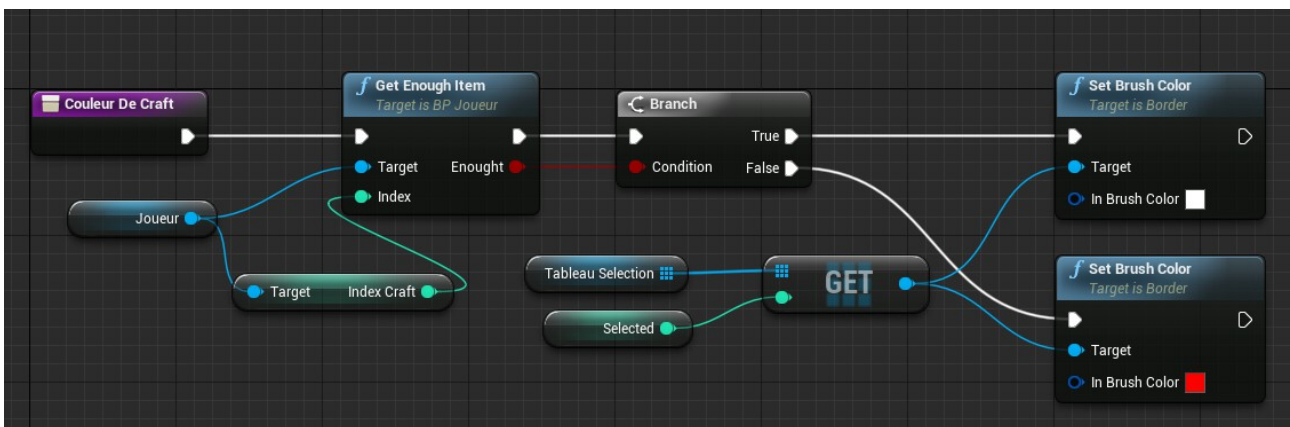 Couleur De Craft
Get Enough Item
Target is BP Joueur
Target Enought
Index
Joueur
Target Index Craft
Branch
True
Condition False
Tableau Selection
Selected
GET
Set Brush Color
Target is Border
Target
In Brush Color
Set Brush Color
Target is Border
Target
In Brush Color